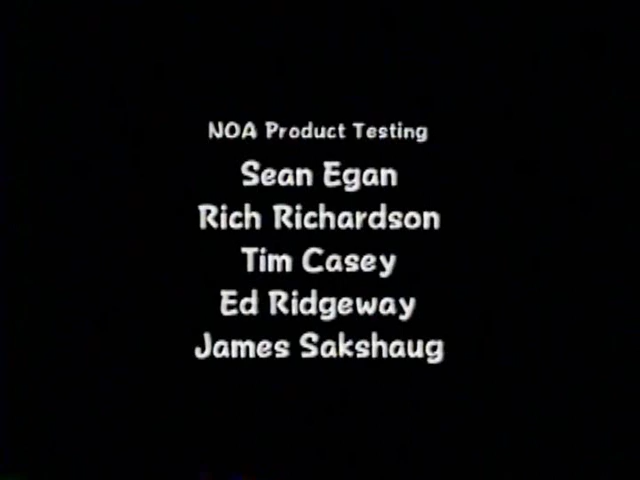 NOA Product Testing
Sean Egan
Rich Richardson
Tim Casey
Ed Ridgeway
James Sakshaug